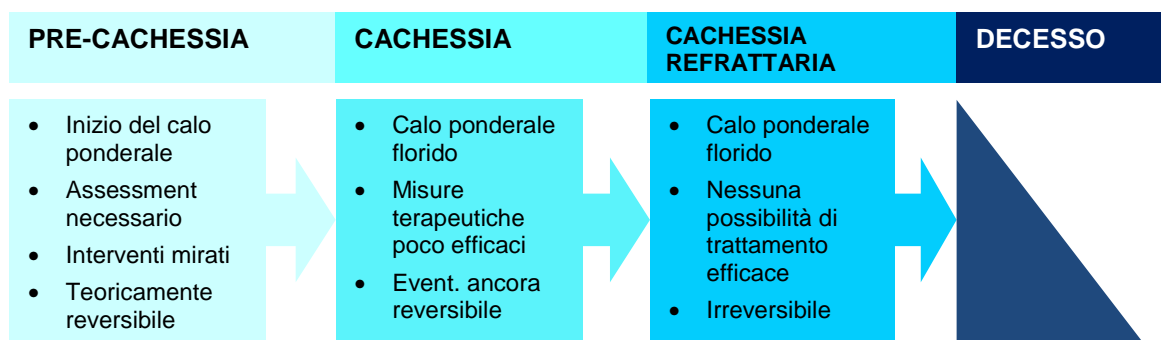 PRE-CACHESSIA
CACHESSIA
CACHESSIA
REFRATTARIA
DECESSO
• Inizio del calo
ponderale
• Assessment
necessario
• Interventi mirati
• Teoricamente
reversibile
• Calo ponderale
florido
• Misure
terapeutiche
poco efficaci
• Event. ancora
reversibile
• Calo ponderale
florido
• Nessuna
possibilità di
trattamento
efficace
• Irreversibile